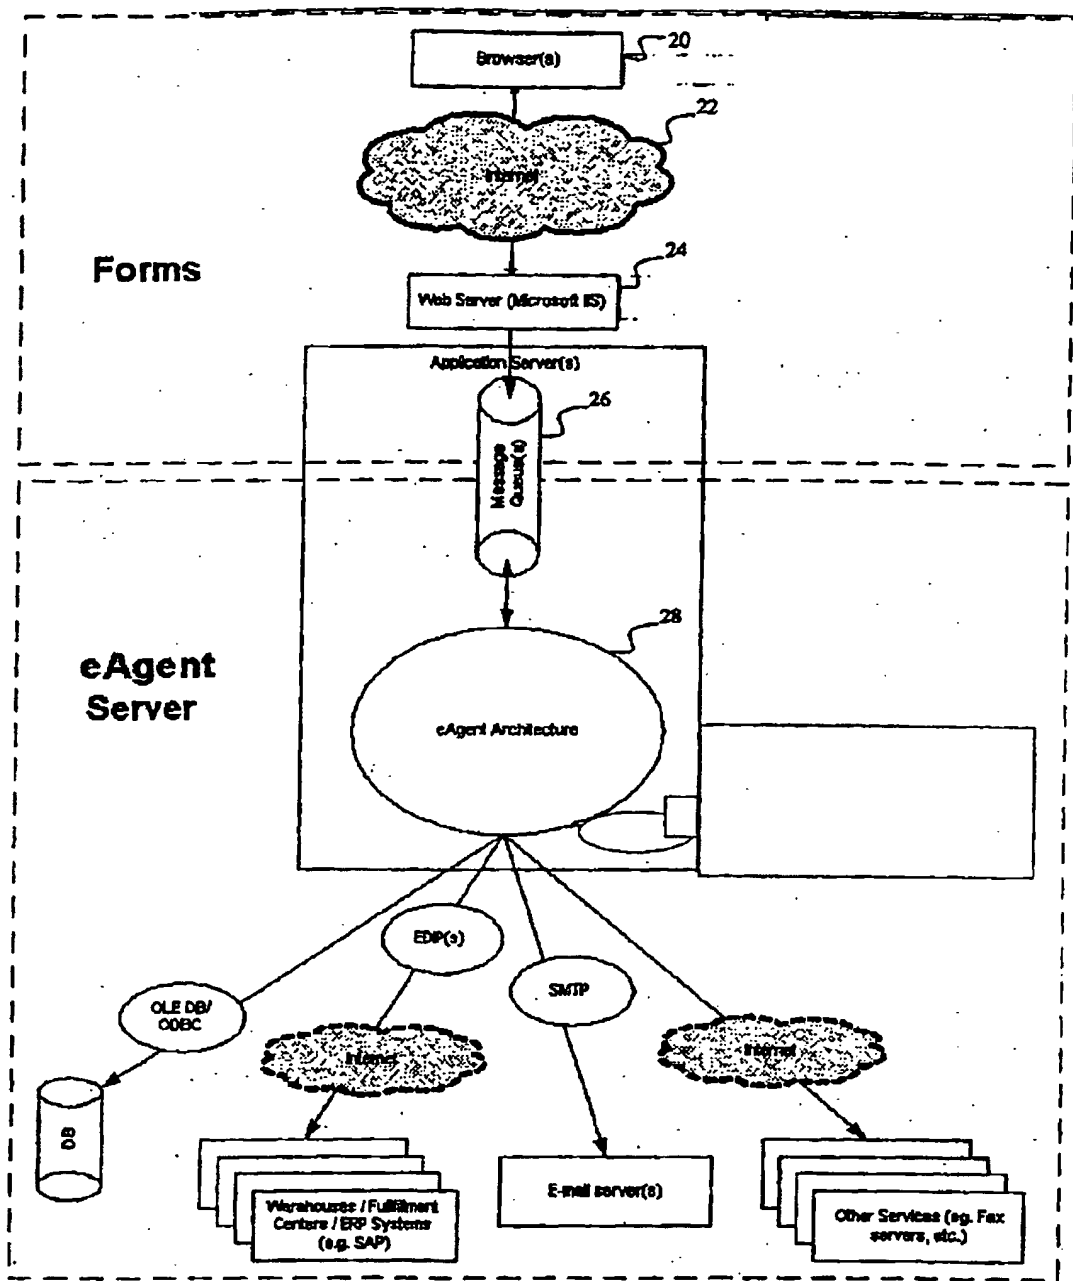 20
Browser(s)
22
Internet
24
Forms
Web Server (Microsoft IIS)
Application Server(s)
26
Message
Queue(s)
28
eAgent
Server
eAgent Architecture
EDIP(s)
SMTP
OLE DB/
ODBC
Internet
Internet
DB
Warehouses / Fulfillment
Centers / ERP Systems
(e.g. SAP)
E-mail server(s)
Other Services (eg. Fax
servers, etc.)